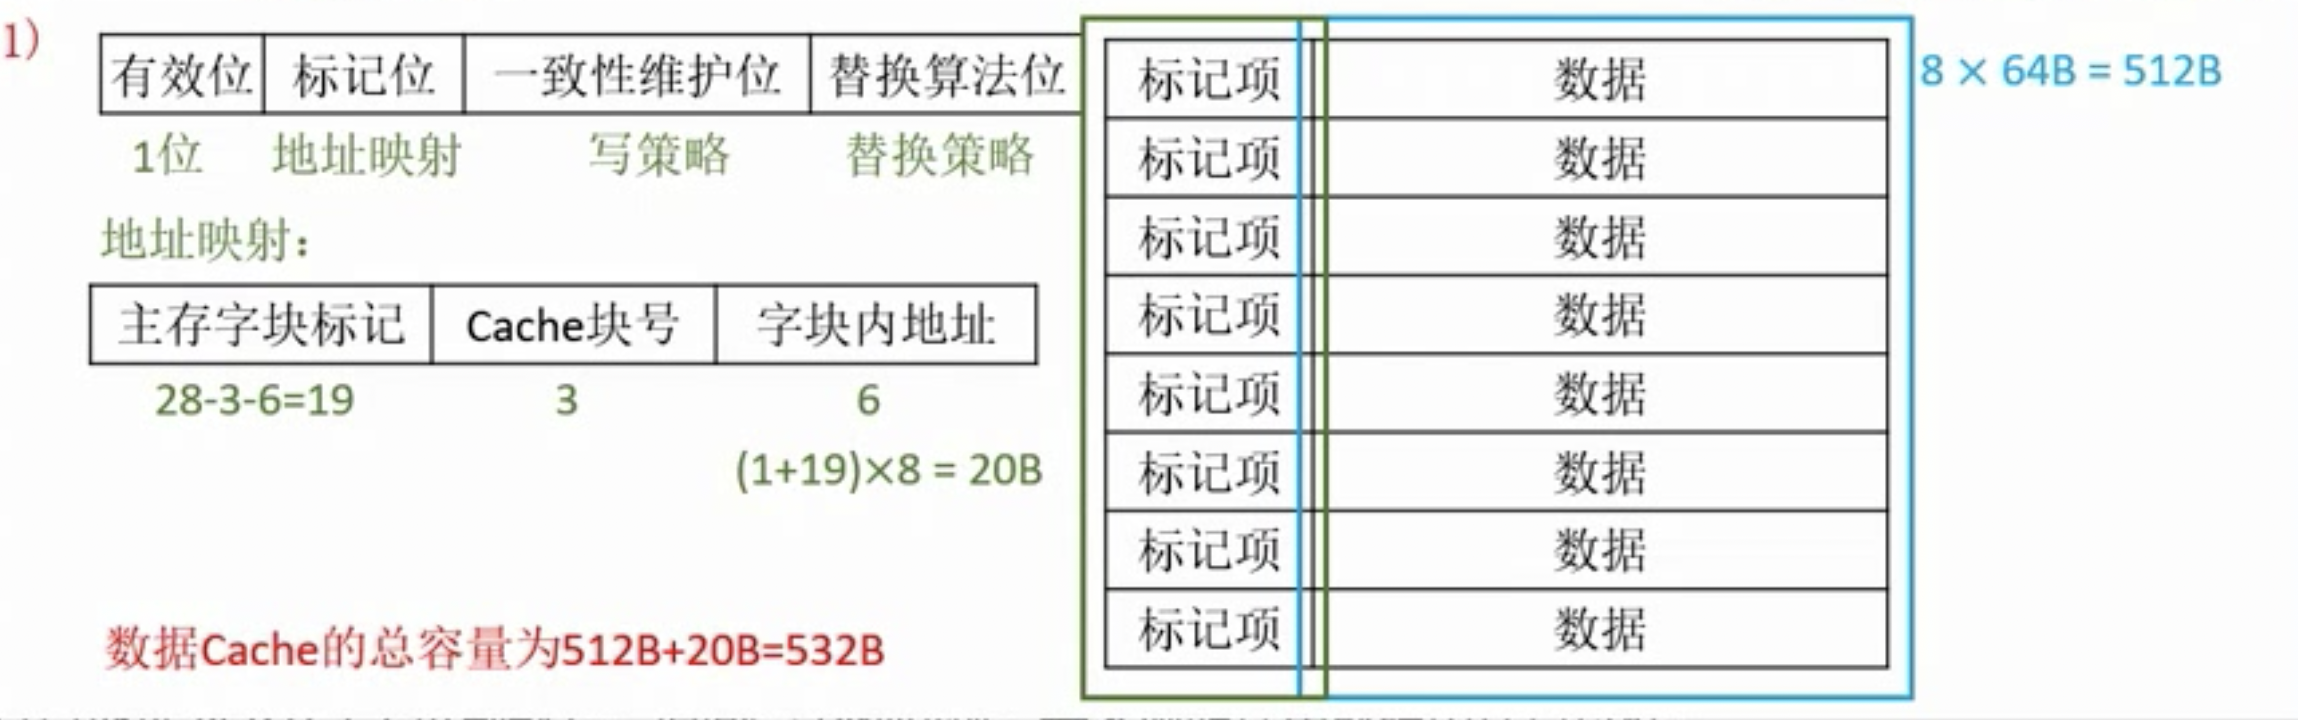 1)
有效位 标记位 一致性维护位 替换算法位
1位 地址映射 写策略 替换策略
地址映射：
主存字块标记 Cache块号 字块内地址
28-3-6=19 3 6
(1+19)×8 = 20B
数据Cache的总容量为512B+20B=532B
标记项 数据
标记项 数据
标记项 数据
标记项 数据
标记项 数据
标记项 数据
标记项 数据
标记项 数据
8 × 64B = 512B